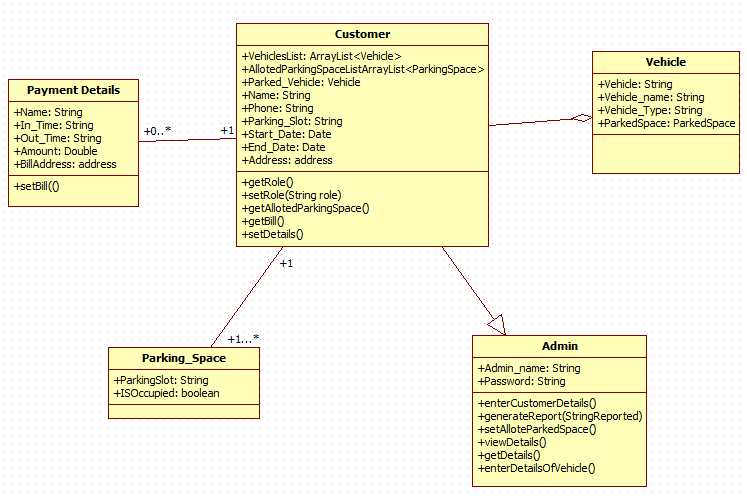 Customer
+VehiclesList: ArrayList<Vehicle>
+AllotedParkingSpaceListArrayList<ParkingSpace>
+Parked_Vehicle: Vehicle
+Name: String
+Phone: String
+Parking_Slot: String
+Start_Date: Date
+End_Date: Date
+Address: address
+getRole()
+setRole(String role)
+getAllotedParkingSpace()
+getBill()
+setDetails()
Payment Details
+Name: String
+In_Time: String
+Out_Time: String
+Amount: Double
+BillAddress: address
+setBill(()
+0..*
+1
Vehicle
+Vehicle: String
+Vehicle_name: String
+Vehicle_Type: String
+ParkedSpace: ParkedSpace
+1
+1...*
Parking_Space
+ParkingSlot: String
+ISOccupied: boolean
Admin
+Admin_name: String
+Password: String
+enterCustomerDetails()
+generateReport(StringReported)
+setAlloteParkedSpace()
+viewDetails()
+getDetails()
+enterDetailsOfVehicle()